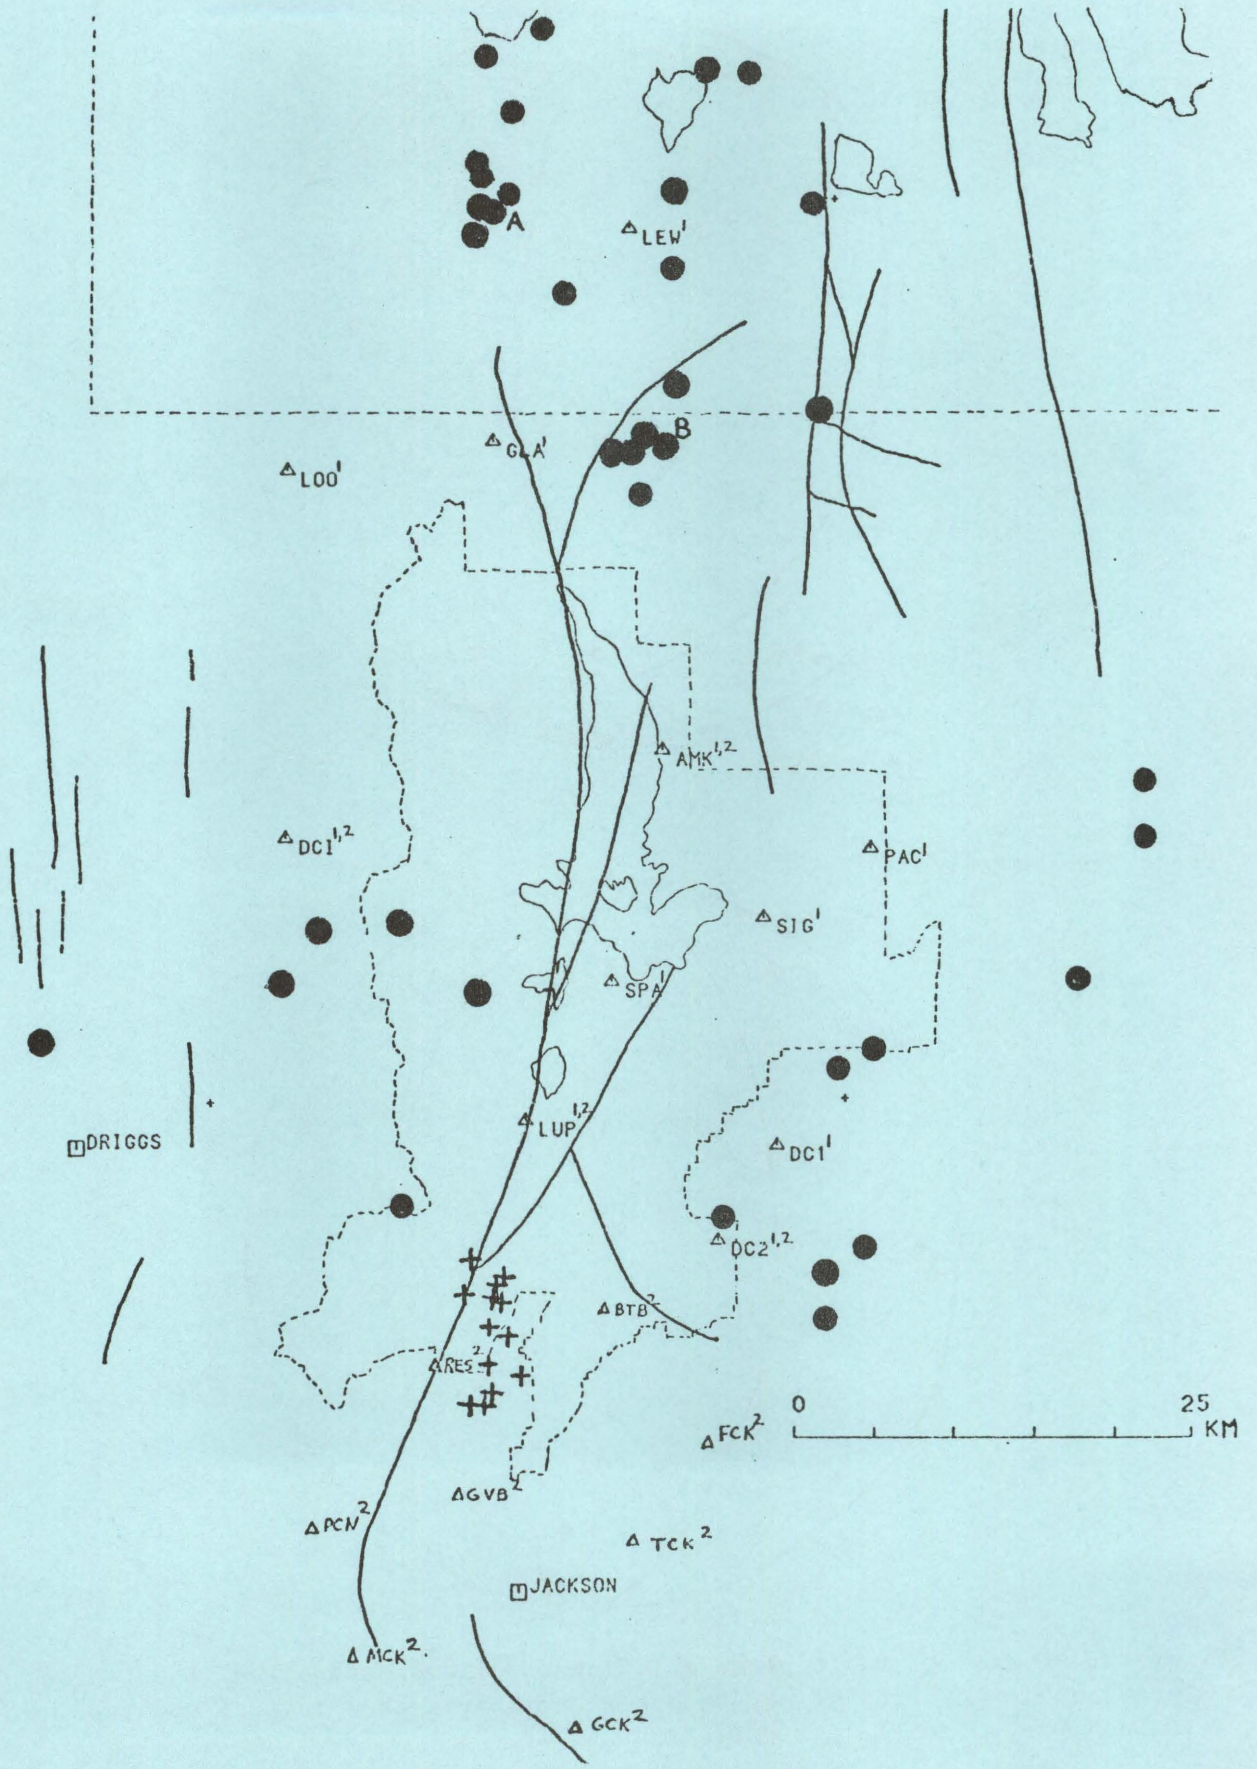 A
LEW¹
B
GLA¹
LOO¹
AMK¹,²
DC1¹,²
PAC¹
SIG¹
SPA¹
LUP¹,²
DRIGGS
DC1¹
DC2¹,²
BTB²
RES²
0 25
KM
FCK²
GVB²
PCN²
TCK²
JACKSON
MCK².
GCK²